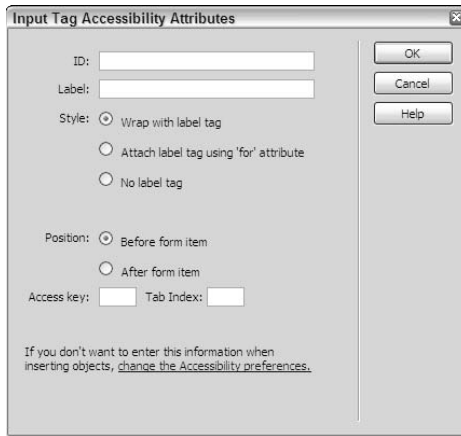 Input Tag Accessibility Attributes
ID:
OK
Label:
Cancel
Style: Wrap with label tag
Help
Attach label tag using 'for' attribute
No label tag
Position: Before form item
After form item
Access key: Tab Index:
If you don't want to enter this information when
inserting objects, change the Accessibility preferences.